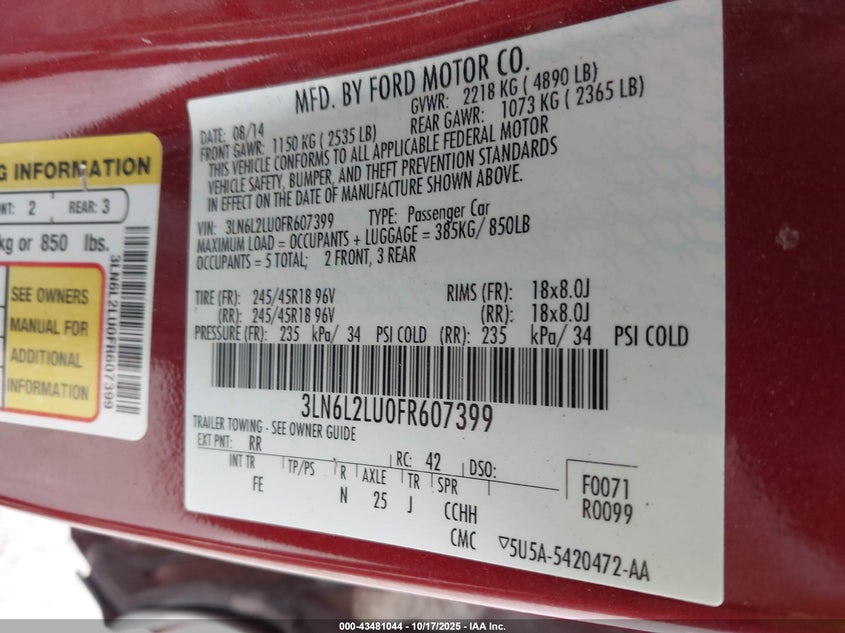 MFD. BY FORD MOTOR CO.
DATE: 08/14 GVWR: 2218 KG ( 4890 LB)
FRONT GAWR: 1150 KG ( 2535 LB) REAR GAWR: 1073 KG ( 2365 LB)
THIS VEHICLE CONFORMS TO ALL APPLICABLE FEDERAL MOTOR
VEHICLE SAFETY, BUMPER, AND THEFT PREVENTION STANDARDS
IN EFFECT ON THE DATE OF MANUFACTURE SHOWN ABOVE.
VIN: 3LN6L2LU0FR607399 TYPE: Passenger Car
MAXIMUM LOAD = OCCUPANTS + LUGGAGE = 385KG/ 850LB
OCCUPANTS = 5 TOTAL; 2 FRONT, 3 REAR
TIRE (FR): 245/45R18 96V RIMS (FR): 18x8.0J
(RR): 245/45R18 96V (RR): 18x8.0J
PRESSURE (FR): 235 kPa/ 34 PSI COLD (RR): 235 kPa/ 34 PSI COLD
3LN6L2LU0FR607399
TRAILER TOWING - SEE OWNER GUIDE
EXT PNT: RR RC: 42 DSO:
INT TR TP/PS R AXLE TR SPR
FE N 25 J CCHH
CMC
F0071
R0099
▽5U5A-5420472-AA
G INFORMATION
NT: 2 REAR: 3
kg or 850 lbs.
SEE OWNERS
MANUAL FOR
ADDITIONAL
INFORMATION
3LN6L2LU0FR607399
000-43481044 | 10/17/2025 | IAA Inc.